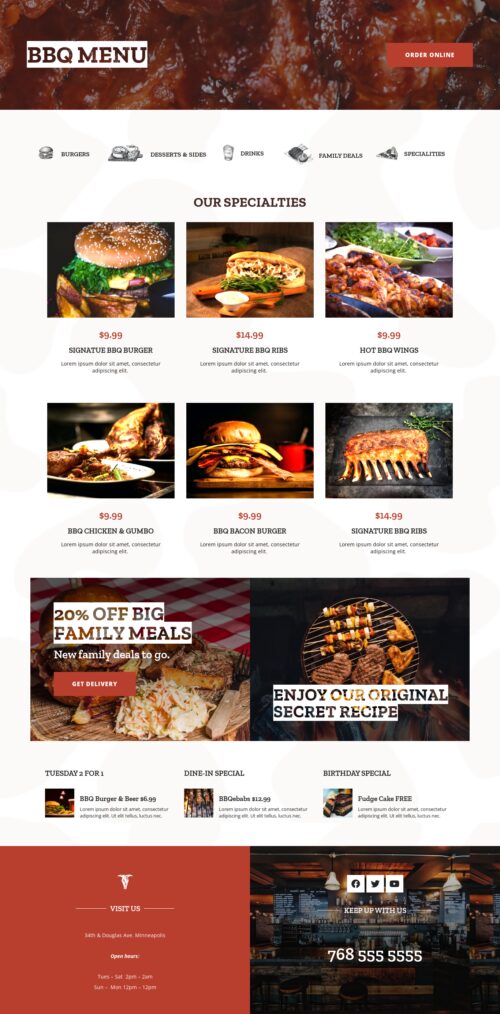 BBQ MENU
ORDER ONLINE
BURGERS
DESSERTS & SIDES
DRINKS
FAMILY DEALS
SPECIALITIES
OUR SPECIALTIES
$9.99
$14.99
$9.99
SIGNATUE BBQ BURGER
SIGNATURE BBQ RIBS
HOT BBQ WINGS
Lorem ipsum dolor sit amet, consectetur
adipiscing elit.
Lorem ipsum dolor sit amet, consectetur
adipiscing elit.
Lorem ipsum dolor sit amet, consectetur
adipiscing elit.
$9.99
$9.99
$14.99
BBQ CHICKEN & GUMBO
BBQ BACON BURGER
SIGNATURE BBQ RIBS
Lorem ipsum dolor sit amet, consectetur
adipiscing elit.
Lorem ipsum dolor sit amet, consectetur
adipiscing elit.
Lorem ipsum dolor sit amet, consectetur
adipiscing elit.
20% OFF BIG
FAMILY MEALS
New family deals to go.
GET DELIVERY
ENJOY OUR ORIGINAL
SECRET RECIPE
TUESDAY 2 FOR 1
BBQ Burger & Beer $6.99
Lorem ipsum dolor sit amet, consectetur
adipiscing elit. Ut elit tellus, luctus nec.
DINE-IN SPECIAL
BBQebabs $12.99
Lorem ipsum dolor sit amet, consectetur
adipiscing elit. Ut elit tellus, luctus nec.
BIRTHDAY SPECIAL
Fudge Cake FREE
Lorem ipsum dolor sit amet, consectetur
adipiscing elit. Ut elit tellus, luctus nec.
VISIT US
34th & Douglas Ave. Minneapolis
Open hours:
Tues – Sat 2pm – 2am
Sun – Mon 12pm – 12pm
KEEP UP WITH US
768 555 5555